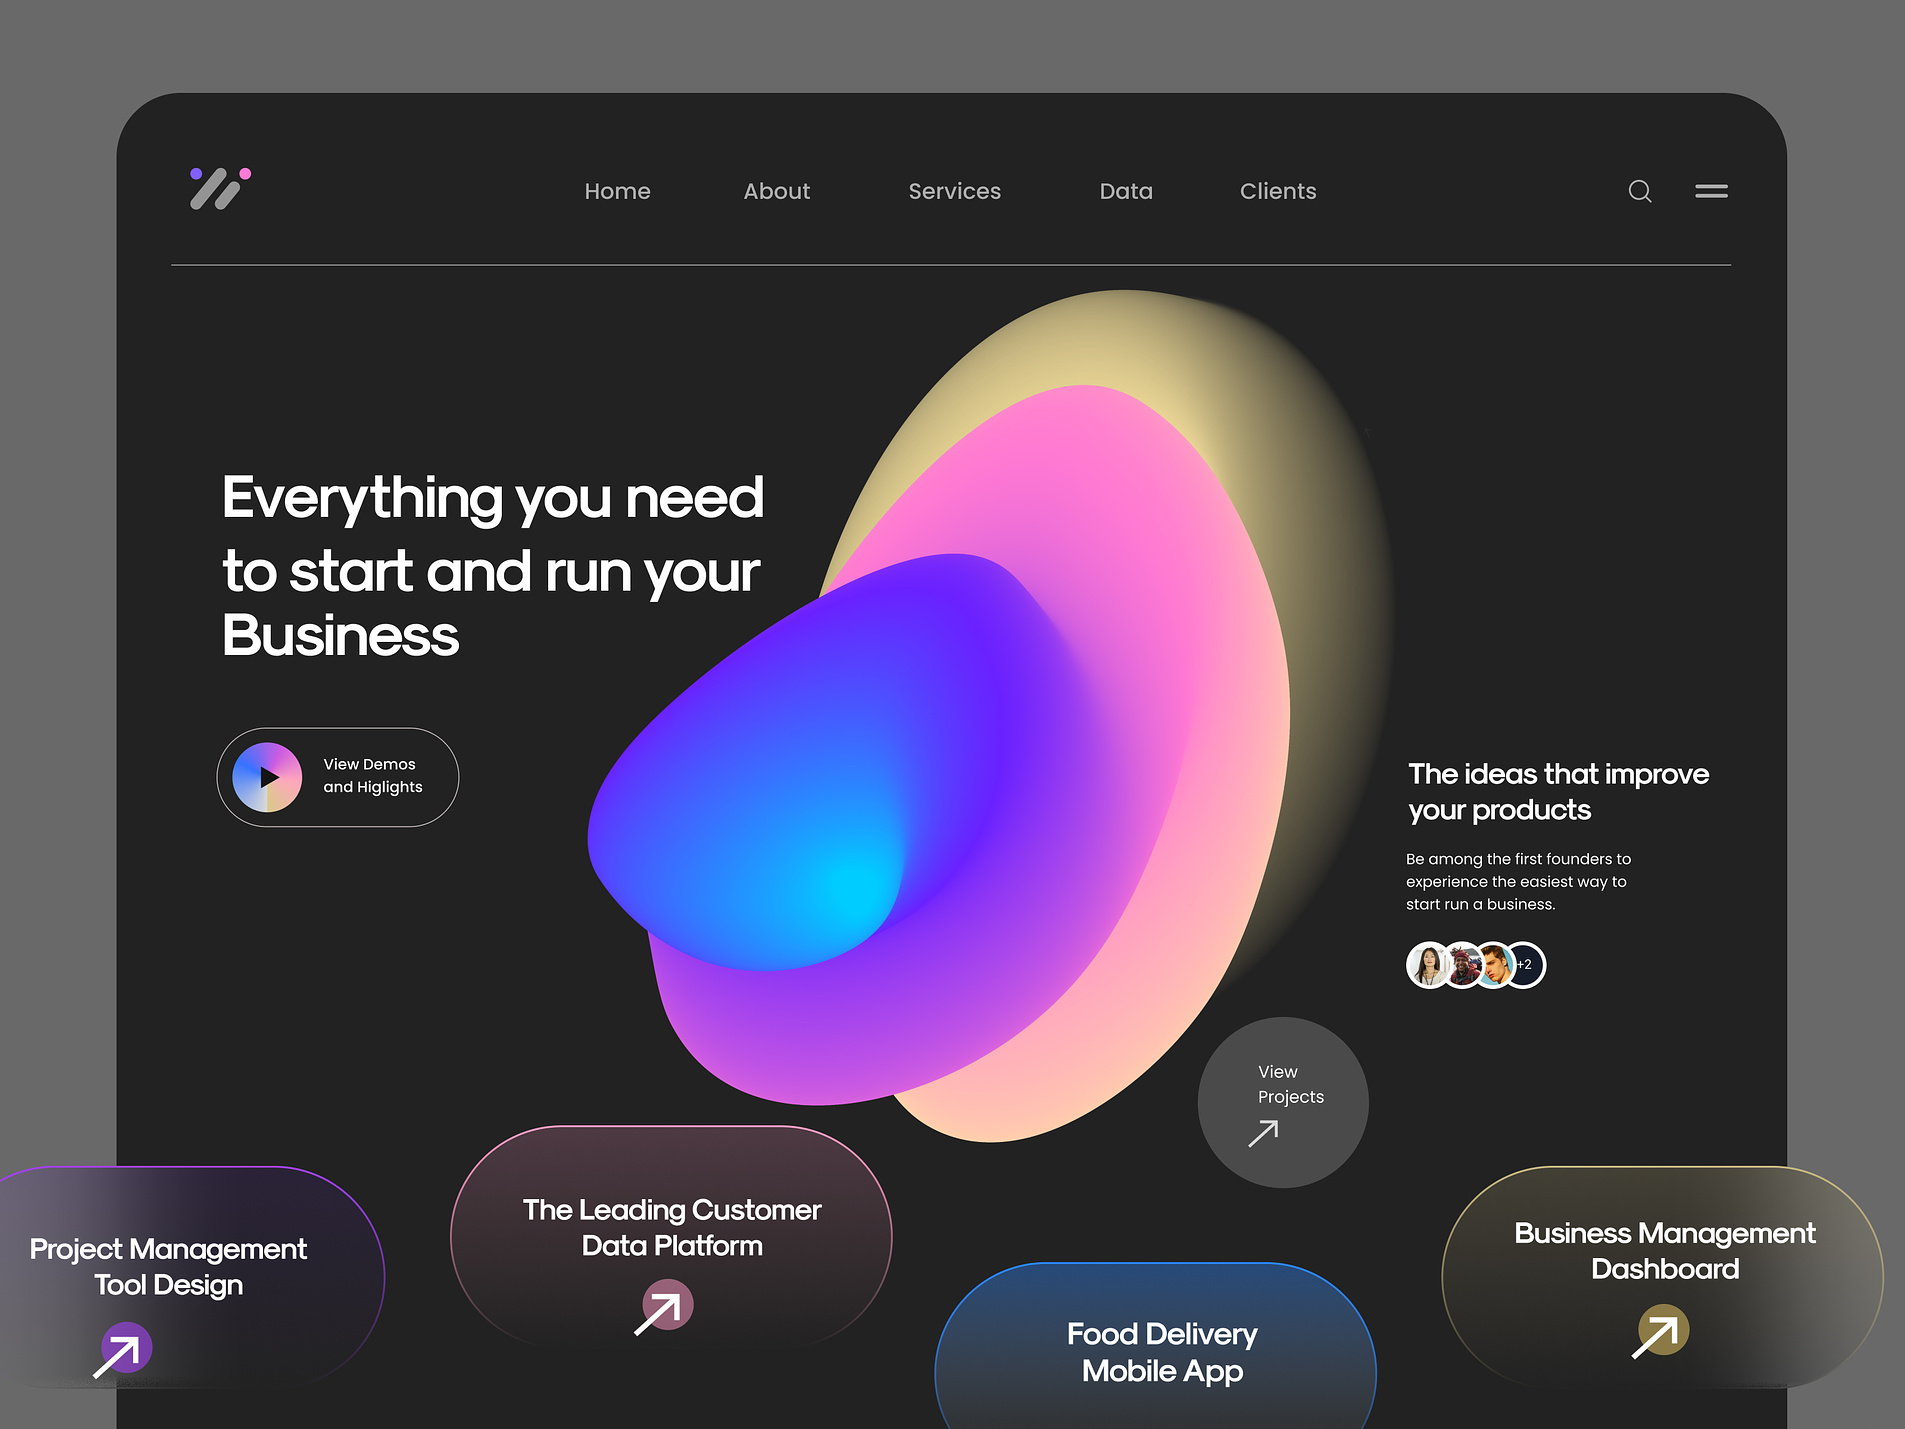 Home
About
Services
Data
Clients
Everything you need
to start and run your
Business
View Demos
and Higlights
The ideas that improve
your products
Be among the first founders to
experience the easiest way to
start run a business.
+2
View
Projects
Project Management
Tool Design
The Leading Customer
Data Platform
Food Delivery
Mobile App
Business Management
Dashboard